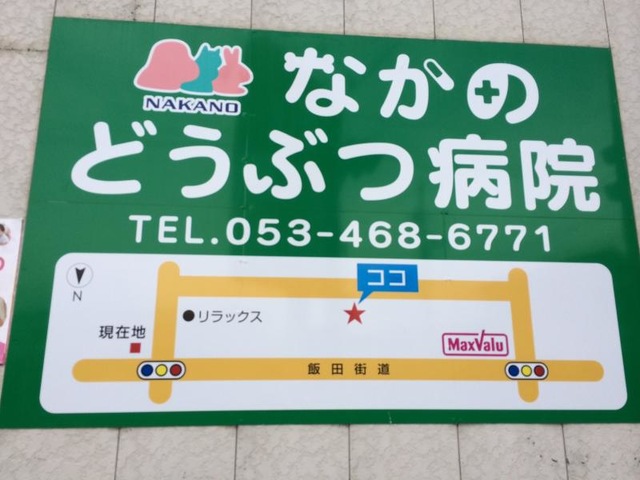 NAKANO
なかの
どうぶつ病院
TEL.053-468-6771
ココ
N
リラックス
現在地
MaxValu
飯田街道